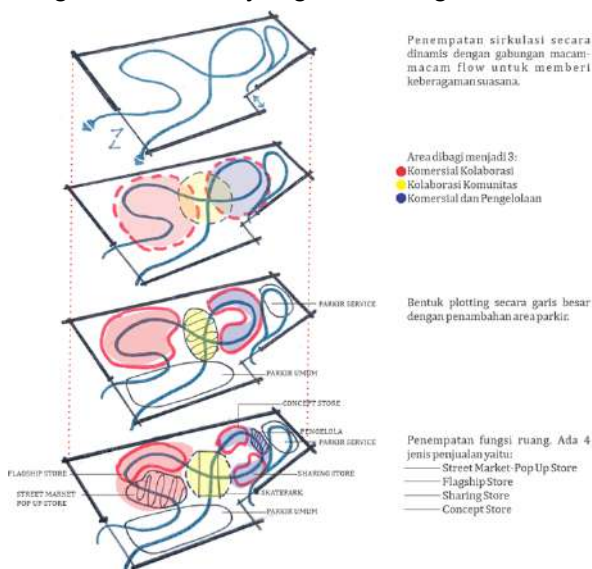 Penempatan sirkulasi secara
dinamis dengan gabungan macam-
macam flow untuk memberi
keberagaman suasana.
Area dibagi menjadi 3:
Komersial Kolaborasi
Kolaborasi Komunitas
Komersial dan Pengelolaan
PARKIR SERVICE
Bentuk plotting secara garis besar
dengan penambahan area parkir.
PARKIR UMUM
CONCEPT STORE
PENGELOLA
PARKIR SERVICE
Penempatan fungsi ruang. Ada 4
jenis penjualan yaitu:
Street Market-Pop Up Store
Flagship Store
Sharing Store
Concept Store
FLAGSHIP STORE
SHARING STORE
STREET MARKET
POP UP STORE
SKATEPARK
PARKIR UMUM